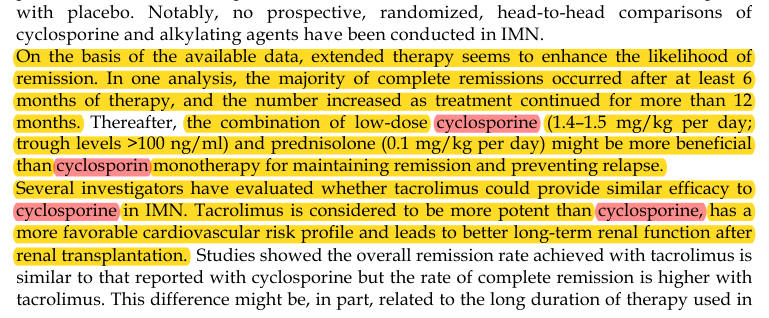 with placebo. Notably, no prospective, randomized, head-to-head comparisons of
cyclosporine and alkylating agents have been conducted in IMN.
On the basis of the available data, extended therapy seems to enhance the likelihood of
remission. In one analysis, the majority of complete remissions occurred after at least 6
months of therapy, and the number increased as treatment continued for more than 12
months. Thereafter, the combination of low-dose cyclosporine (1.4–1.5 mg/kg per day;
trough levels >100 ng/ml) and prednisolone (0.1 mg/kg per day) might be more beneficial
than cyclosporin monotherapy for maintaining remission and preventing relapse.
Several investigators have evaluated whether tacrolimus could provide similar efficacy to
cyclosporine in IMN. Tacrolimus is considered to be more potent than cyclosporine, has a
more favorable cardiovascular risk profile and leads to better long-term renal function after
renal transplantation. Studies showed the overall remission rate achieved with tacrolimus is
similar to that reported with cyclosporine but the rate of complete remission is higher with
tacrolimus. This difference might be, in part, related to the long duration of therapy used in